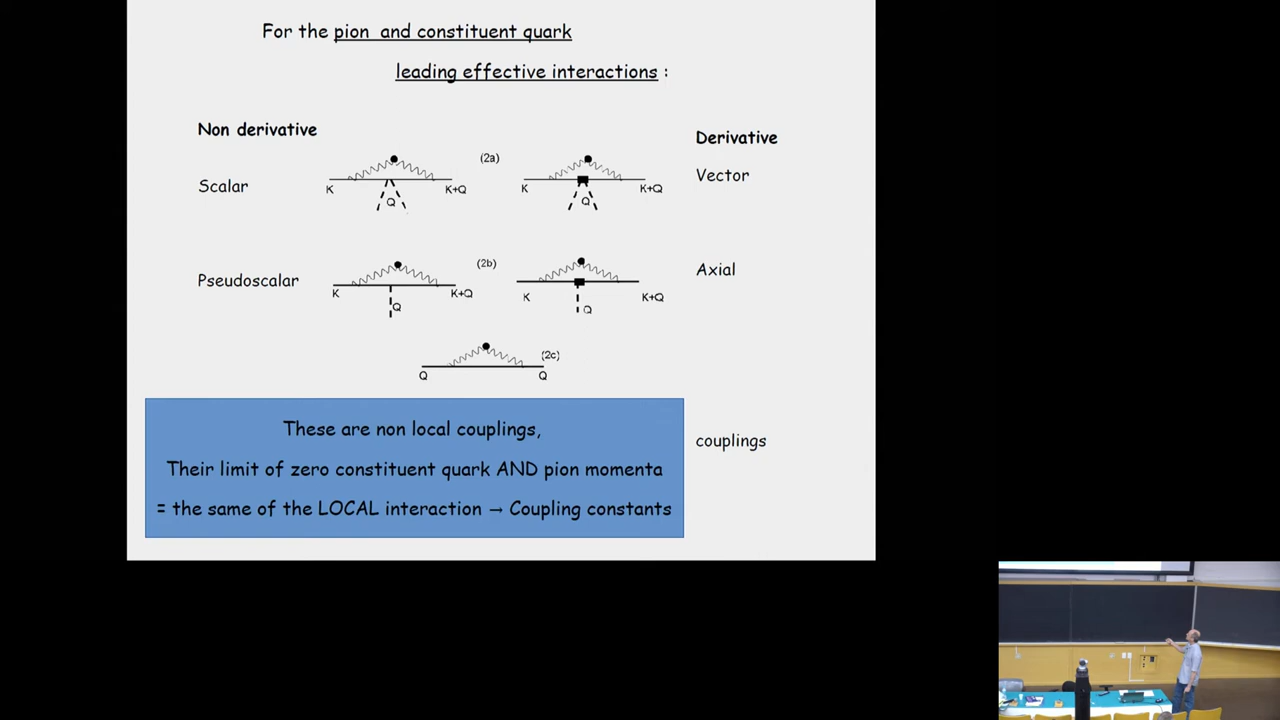 For the pion and constituent quark
leading effective interactions :
Non derivative
Derivative
(2a)
Scalar
Vector
K
Q
K+Q
K
Q
K+Q
(2b)
Pseudoscalar
Axial
K
Q
K+Q
K
Q
K+Q
(2c)
Q
Q
These are non local couplings,
couplings
Their limit of zero constituent quark AND pion momenta
= the same of the LOCAL interaction → Coupling constants